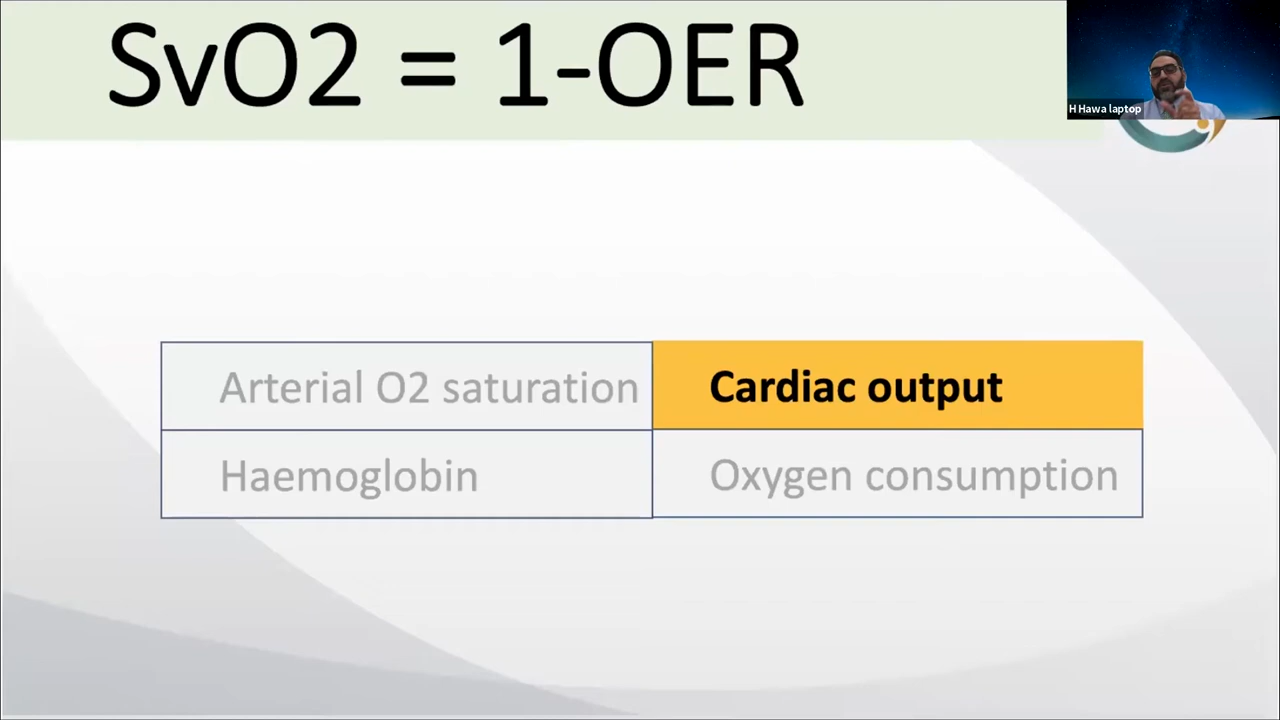 SvO2 = 1-OER
H Hawa laptop
Arterial O2 saturation
Cardiac output
Haemoglobin
Oxygen consumption